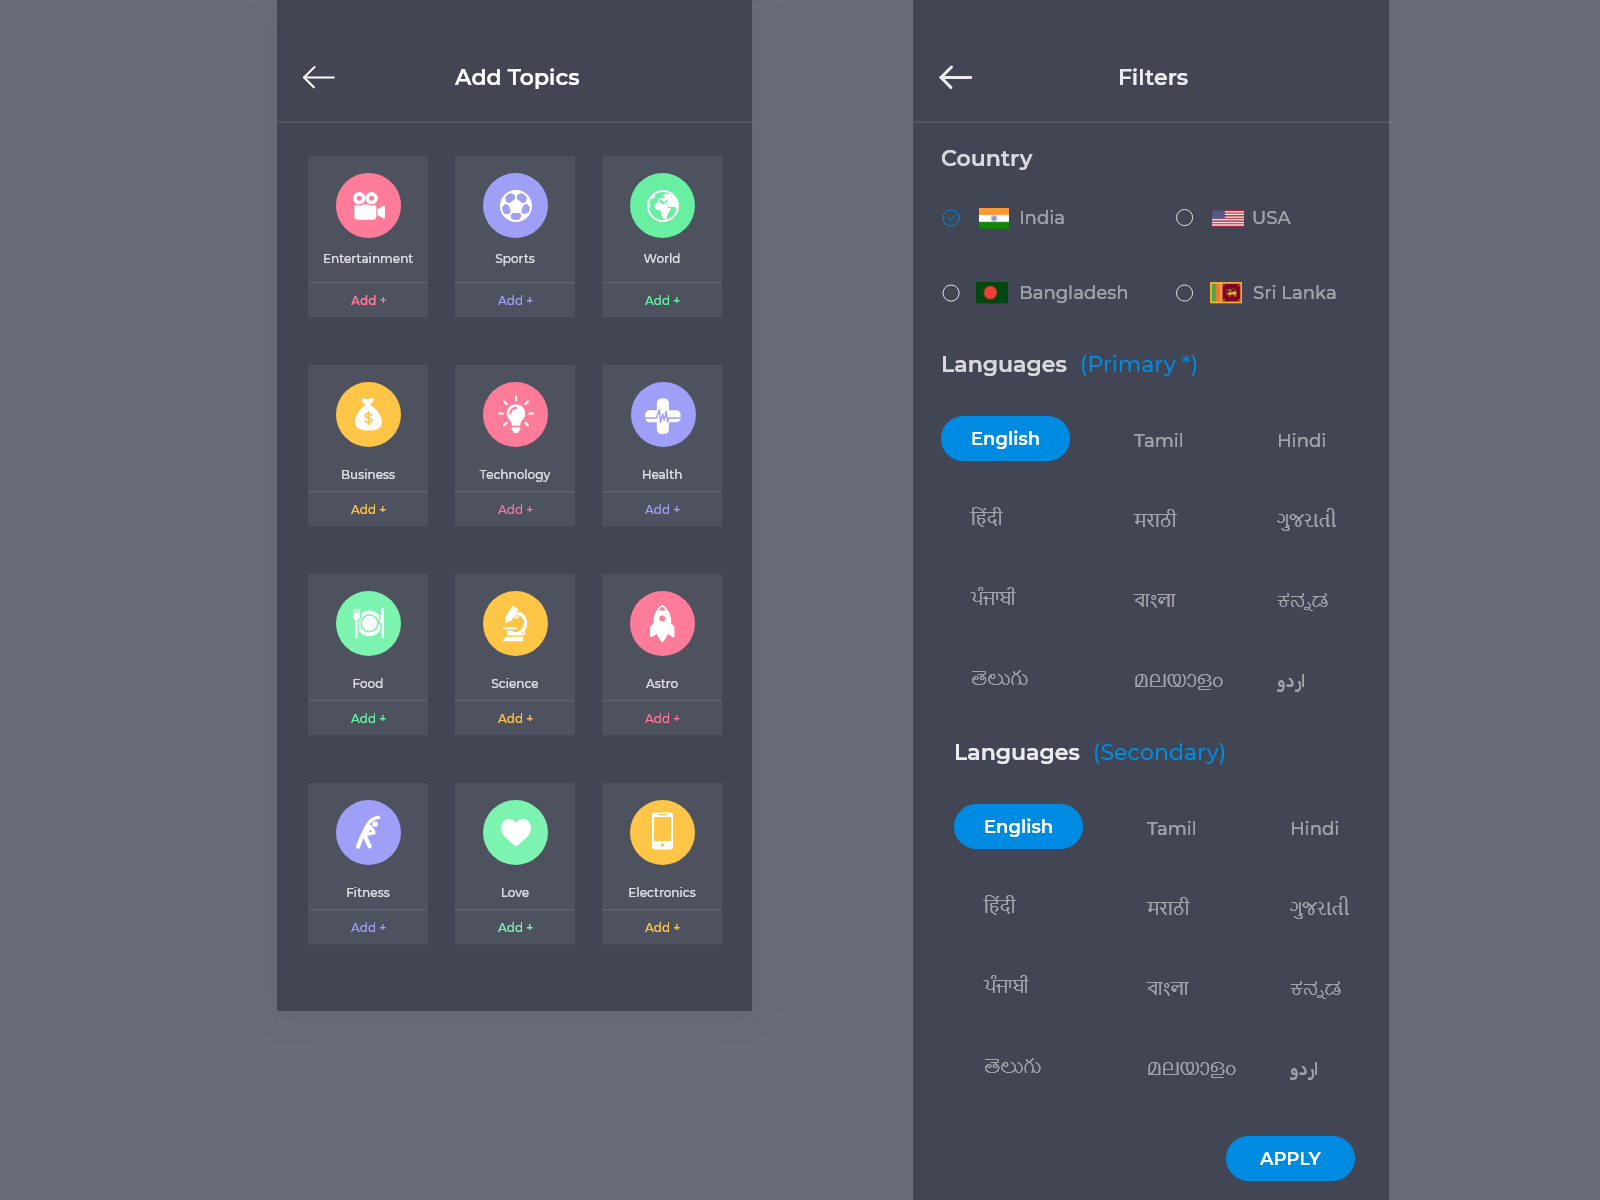 Add Topics
Entertainment Sports World
Add + Add + Add +
Business Technology Health
Add + Add + Add +
Food Science Astro
Add + Add + Add +
Fitness Love Electronics
Add + Add + Add +
Filters
Country
India USA
Bangladesh Sri Lanka
Languages (Primary *)
English Tamil Hindi
हिंदी मराठी ગુજરાતી
ਪੰਜਾਬੀ বাংলা ಕನ್ನಡ
తెలుగు മലയാളം اردو
Languages (Secondary)
English Tamil Hindi
हिंदी मराठी ગુજરાતી
ਪੰਜਾਬੀ বাংলা ಕನ್ನಡ
తెలుగు മലയാളം اردو
APPLY